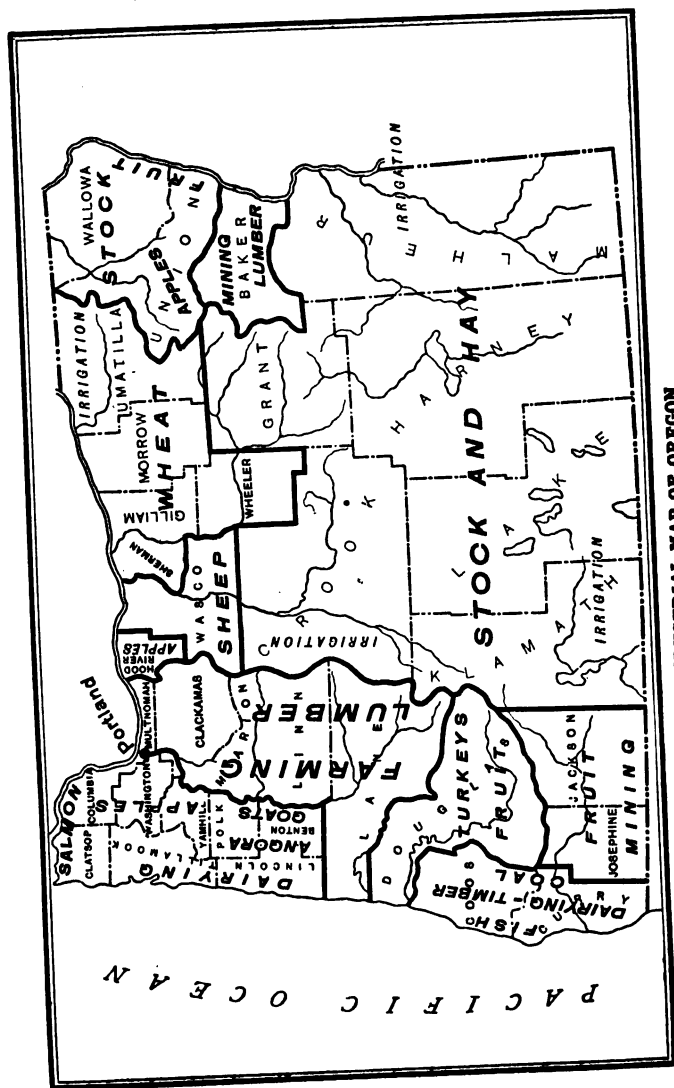 PACIFIC OCEAN
Portland
SALMON
CLATSOP
COLUMBIA
APPLES
WASHINGTON
MULTNOMAH
TILLAMOOK
DAIRYING
YAMHILL
POLK
LINCOLN
BENTON
ANGORA
GOATS
CLACKAMAS
MARION
LINN
FARMING
LUMBER
LANE
DOUGLAS
TURKEYS
FRUIT
COOS
COAL
FISH
DAIRYING-TIMBER
CURRY
JOSEPHINE
JACKSON
FRUIT
MINING
HOOD
RIVER
APPLES
WASCO
SHEEP
SHERMAN
GILLIAM
MORROW
WHEAT
UMATILLA
IRRIGATION
WHEELER
GRANT
CROOK
IRRIGATION
KLAMATH
IRRIGATION
LAKE
STOCK AND HAY
HARNEY
MALHEUR
IRRIGATION
WALLOWA
STOCK
FRUIT
UNION
APPLES
MINING
BAKER
LUMBER
MAP OF OREGON